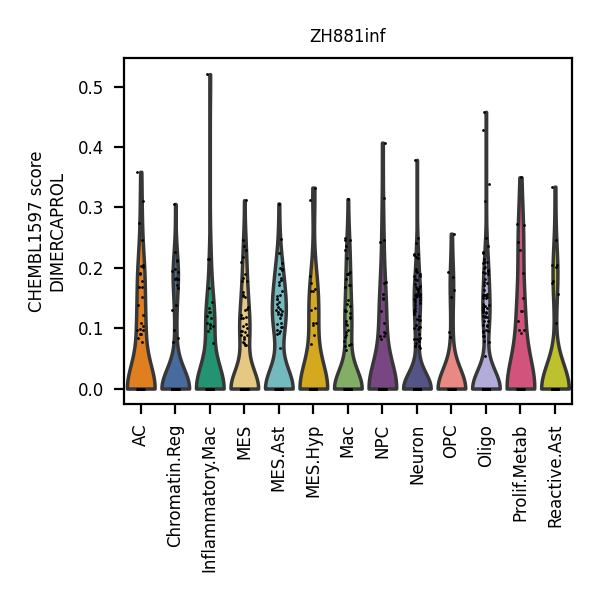 ZH881inf
CHEMBL1597 score
DIMERCAPROL
0.5
0.4
0.3
0.2
0.1
0.0
AC
Chromatin.Reg
Inflammatory.Mac
MES
MES.Ast
MES.Hyp
Mac
NPC
Neuron
OPC
Oligo
Prolif.Metab
Reactive.Ast